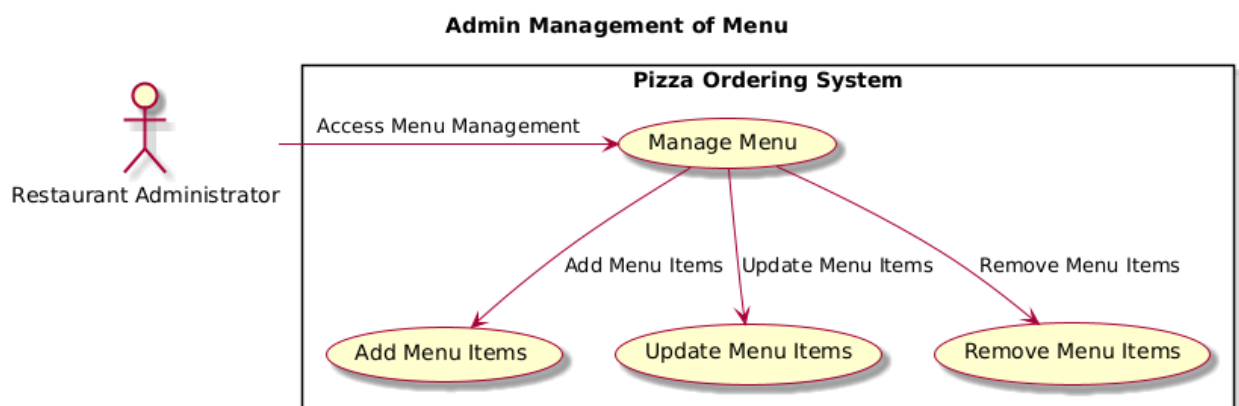 Admin Management of Menu
Pizza Ordering System
Access Menu Management
Manage Menu
Restaurant Administrator
Add Menu Items
Update Menu Items
Remove Menu Items
Add Menu Items
Update Menu Items
Remove Menu Items